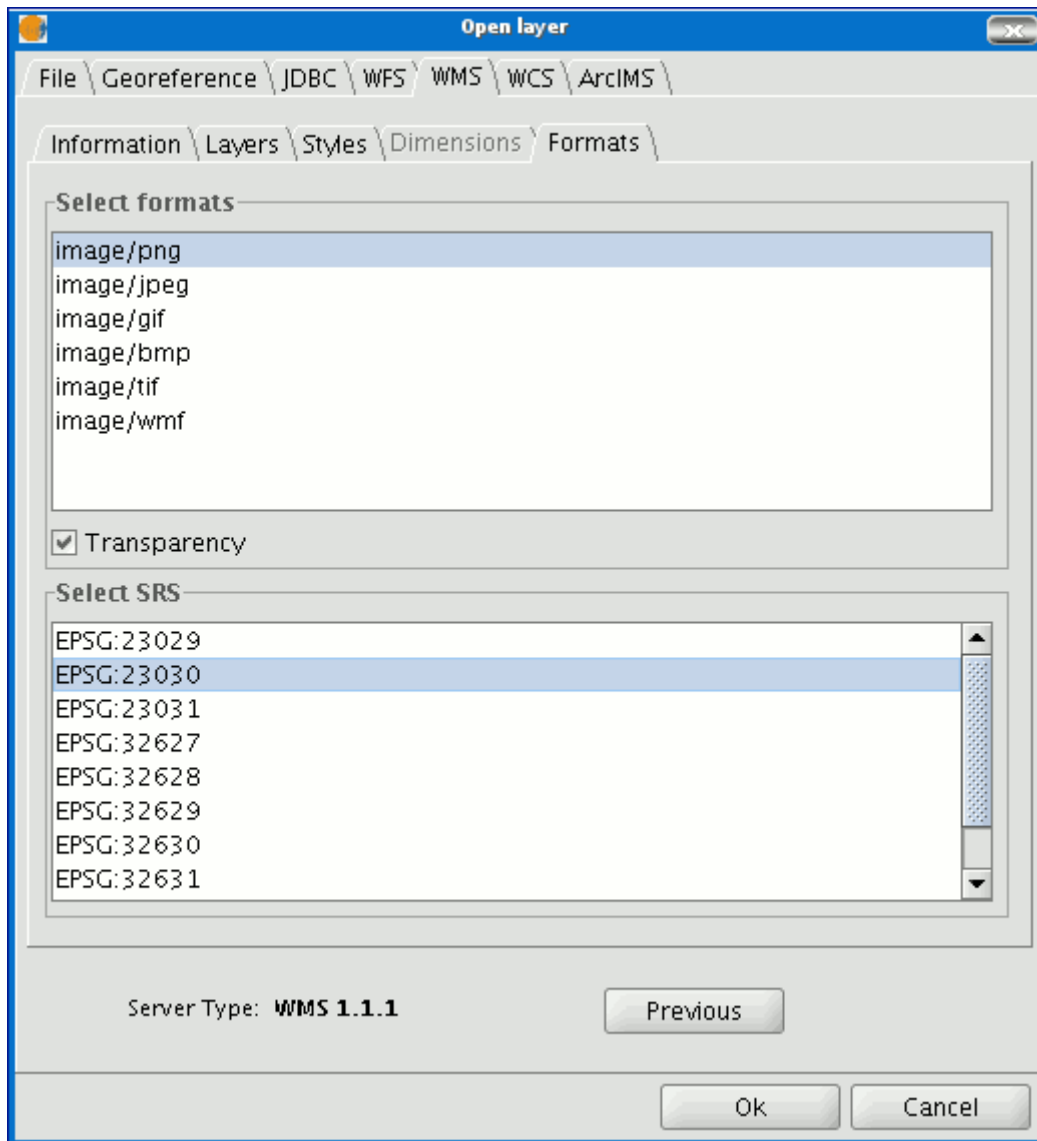 Open layer
File Georeference JDBC WFS WMS WCS ArcIMS
Information Layers Styles Dimensions Formats
Select formats
image/png
image/jpeg
image/gif
image/bmp
image/tif
image/wmf
Transparency
Select SRS
EPSG:23029
EPSG:23030
EPSG:23031
EPSG:32627
EPSG:32628
EPSG:32629
EPSG:32630
EPSG:32631
Server Type: WMS 1.1.1 Previous
Ok Cancel